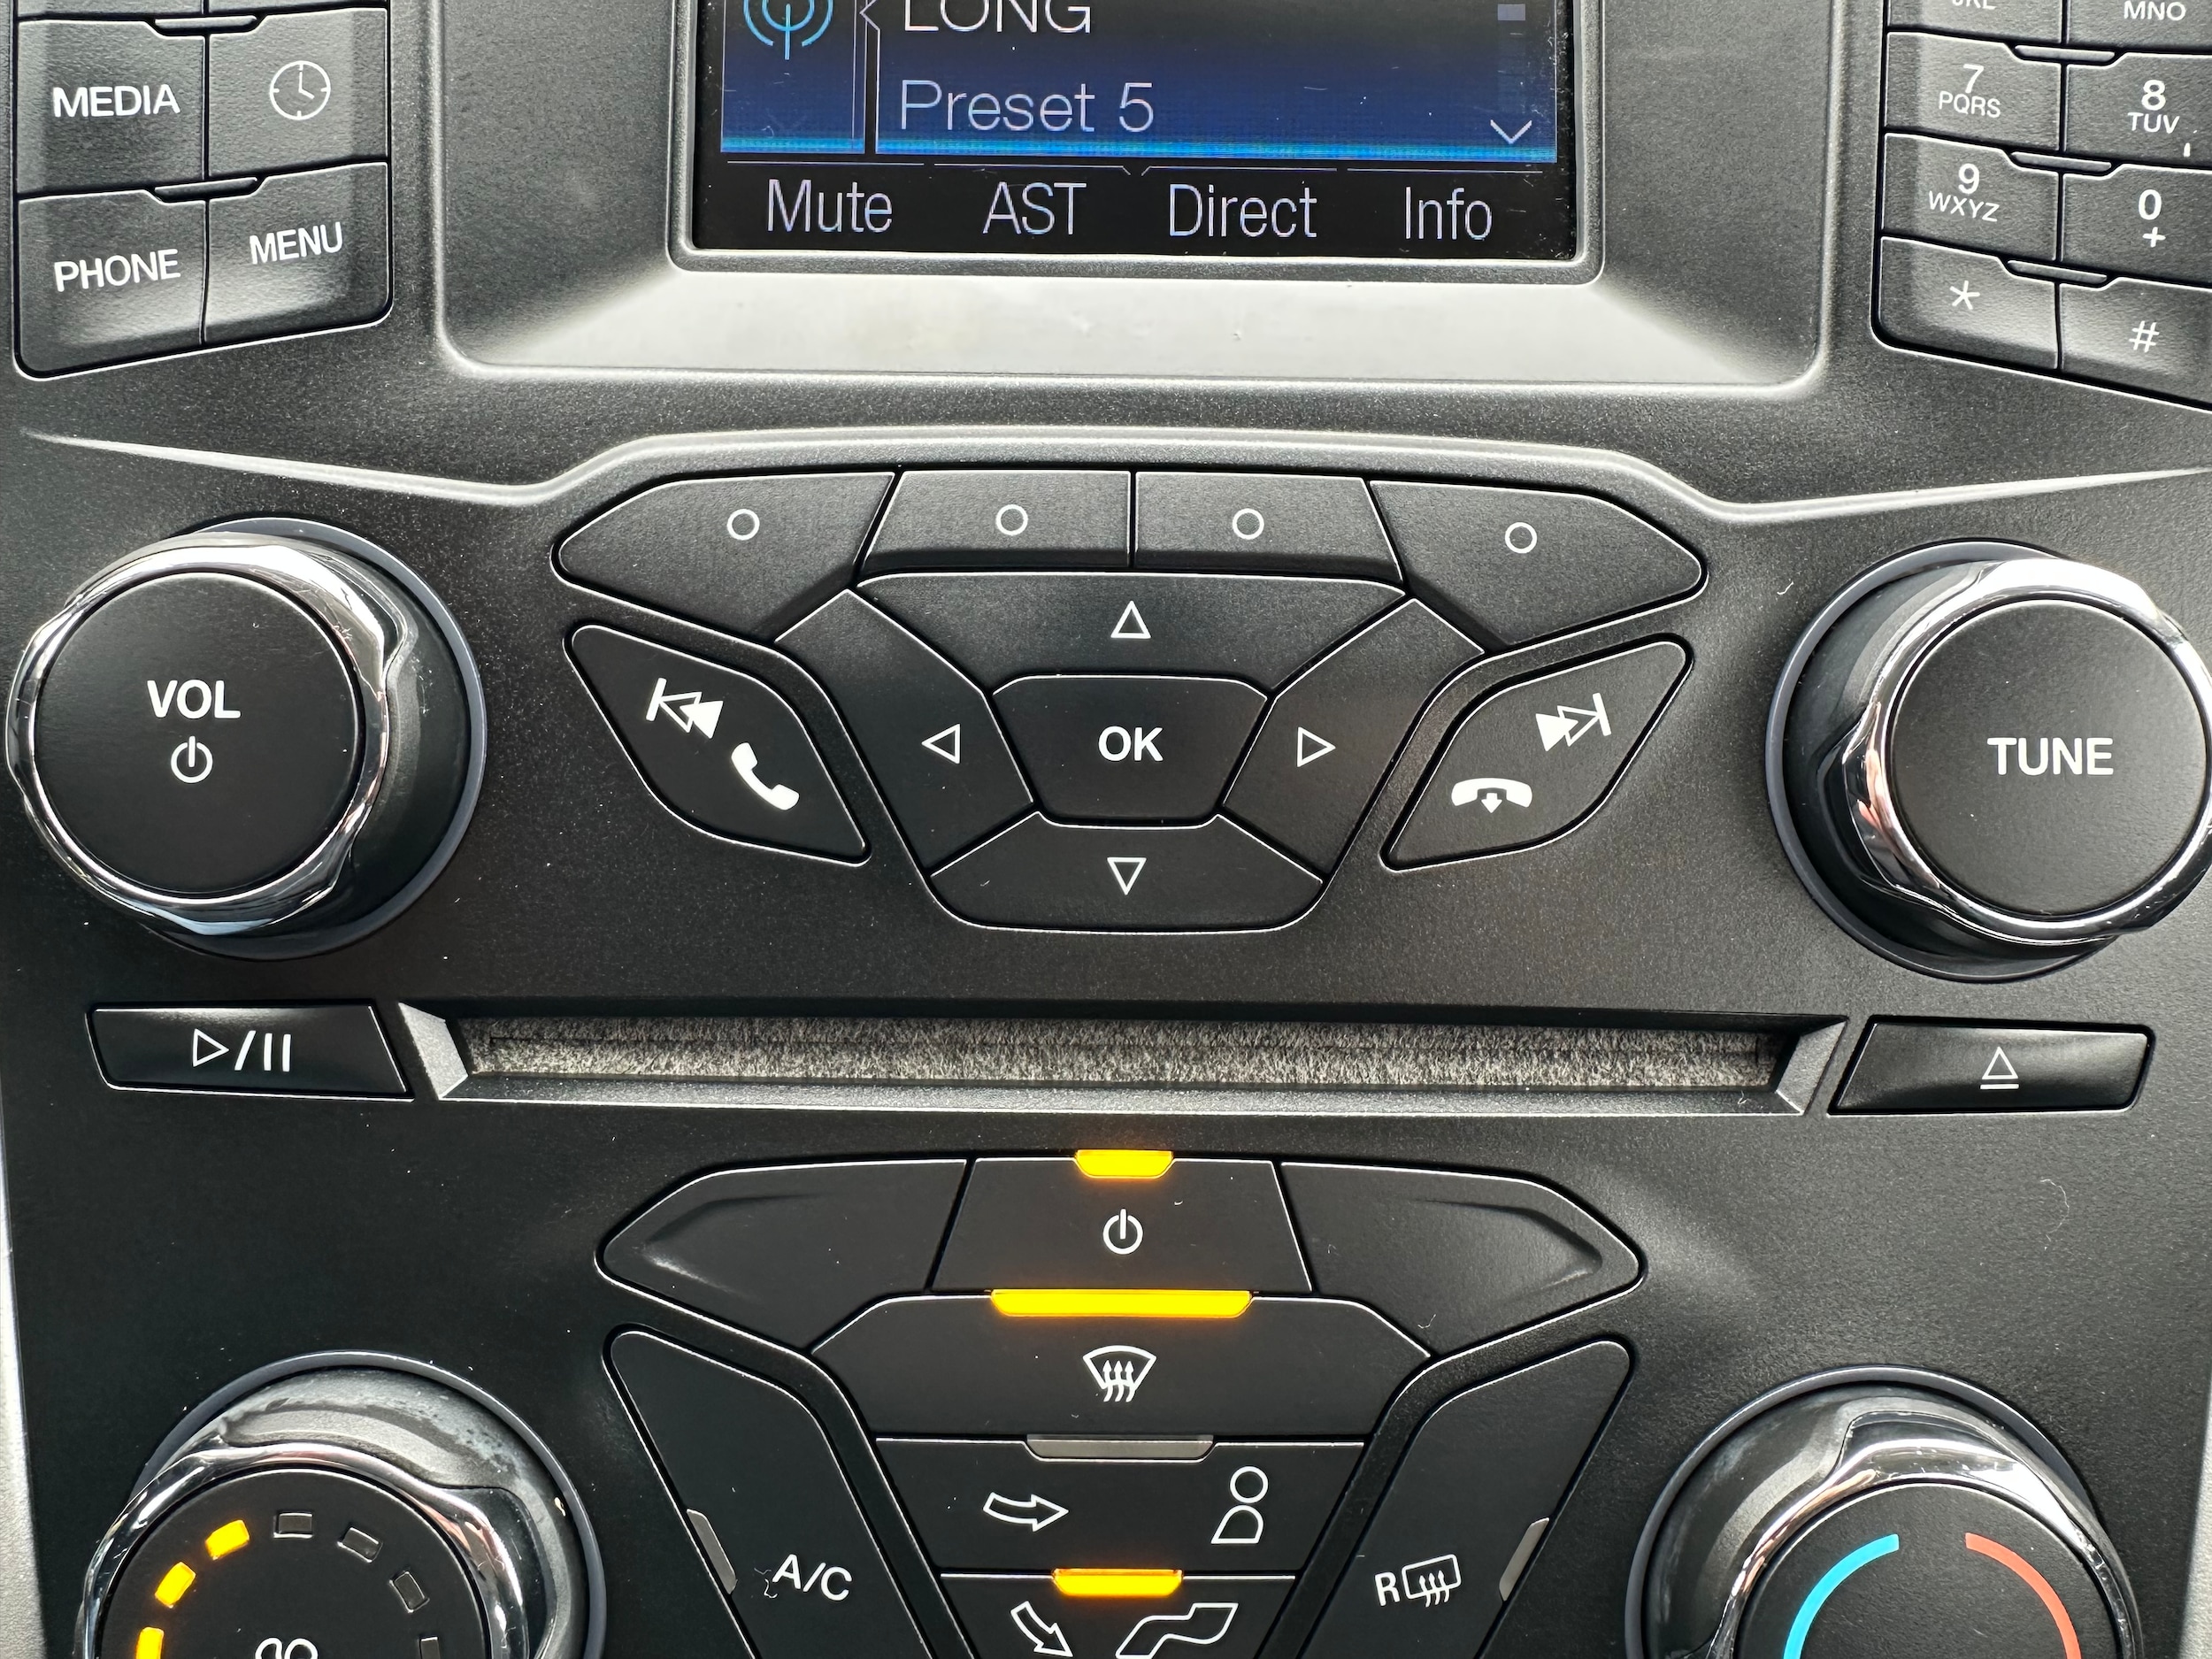 LONG
Preset 5
Mute AST Direct Info
MEDIA
PHONE MENU
JKL MNO
7 PQRS 8 TUV
9 WXYZ 0 +
* #
VOL
OK
TUNE
A/C
R